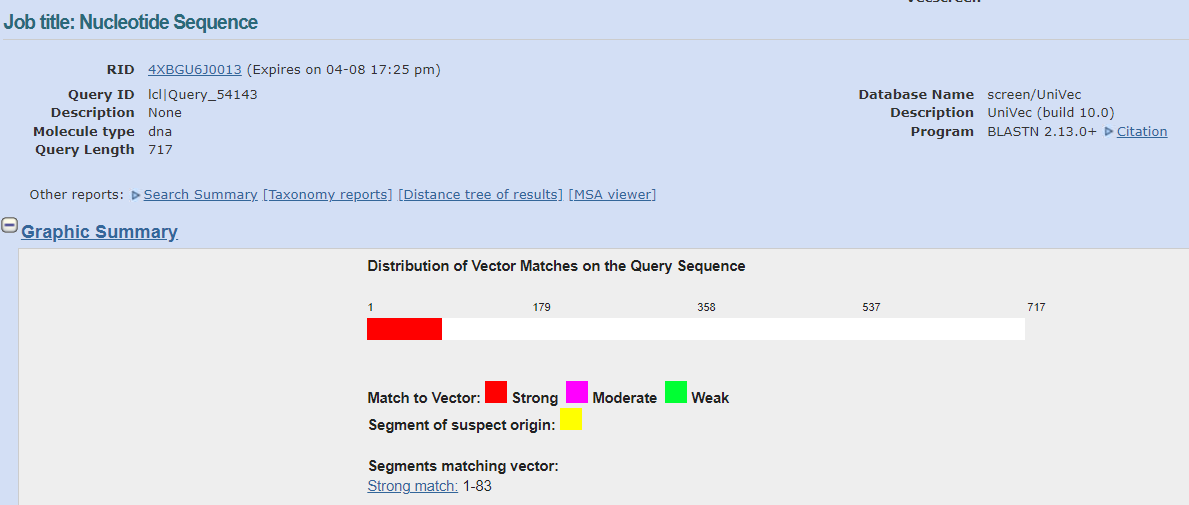 Vecscreen
Job title: Nucleotide Sequence
RID 4XBGU6J0013 (Expires on 04-08 17:25 pm)
Query ID lcl|Query_54143
Description None
Molecule type dna
Query Length 717
Database Name screen/UniVec
Description UniVec (build 10.0)
Program BLASTN 2.13.0+ Citation
Other reports: Search Summary [Taxonomy reports] [Distance tree of results] [MSA viewer]
Graphic Summary
Distribution of Vector Matches on the Query Sequence
1 179 358 537 717
Match to Vector: Strong Moderate Weak
Segment of suspect origin:
Segments matching vector:
Strong match: 1-83